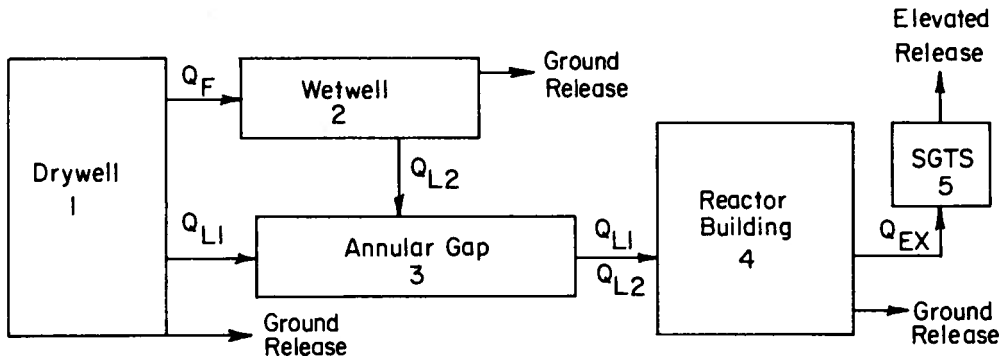 Elevated
Release
Q_F
Wetwell
2
Ground
Release
Drywell
1
Q_L2
SGTS
5
Reactor
Building
4
Q_L1
Annular Gap
3
Q_L1
Q_L2
Q_EX
Ground
Release
Ground
Release